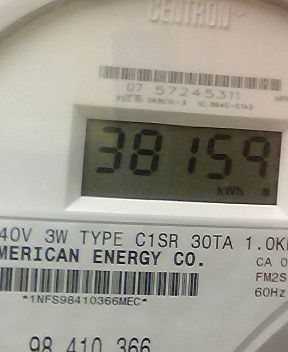 CENTRON
07 57245311
38159
kWh
40V 3W TYPE C1SR 30TA 1.0K
MERICAN ENERGY CO.
CA 0
FM2S
*1NFS98410366MEC*
60Hz
98 410 366